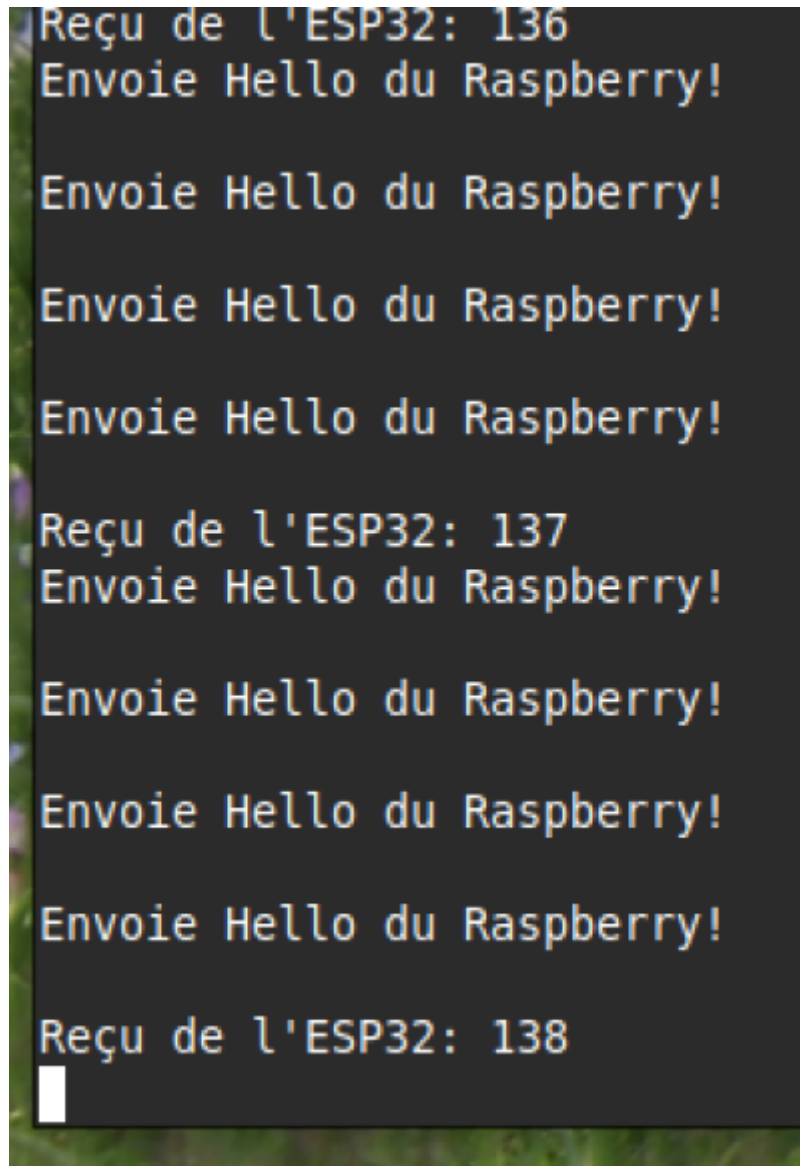 Reçu de l'ESP32: 136
Envoie Hello du Raspberry!
Envoie Hello du Raspberry!
Envoie Hello du Raspberry!
Envoie Hello du Raspberry!
Reçu de l'ESP32: 137
Envoie Hello du Raspberry!
Envoie Hello du Raspberry!
Envoie Hello du Raspberry!
Envoie Hello du Raspberry!
Reçu de l'ESP32: 138